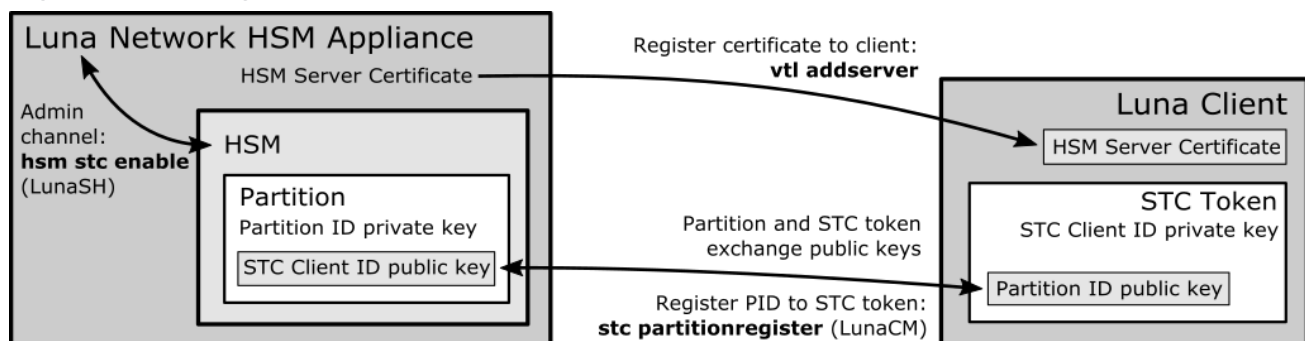 Luna Network HSM Appliance
HSM Server Certificate
Admin
channel:
hsm stc enable
(LunaSH)
HSM
Partition
Partition ID private key
STC Client ID public key
Register certificate to client:
vtl addserver
Partition and STC token
exchange public keys
Register PID to STC token:
stc partitionregister (LunaCM)
Luna Client
HSM Server Certificate
STC Token
STC Client ID private key
Partition ID public key